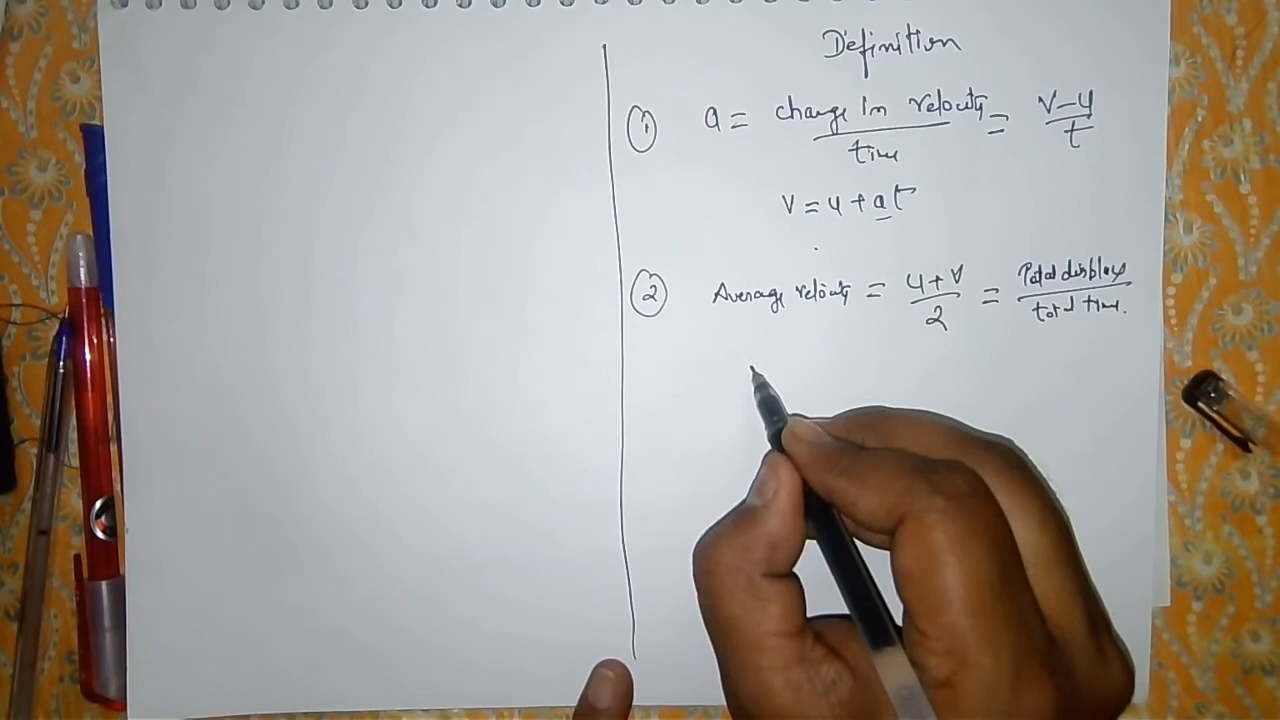 Definition
① a = change In velocity / time = v-u / t
v = u + at
② Average velocity = u+v / 2 = Total displace / total time.